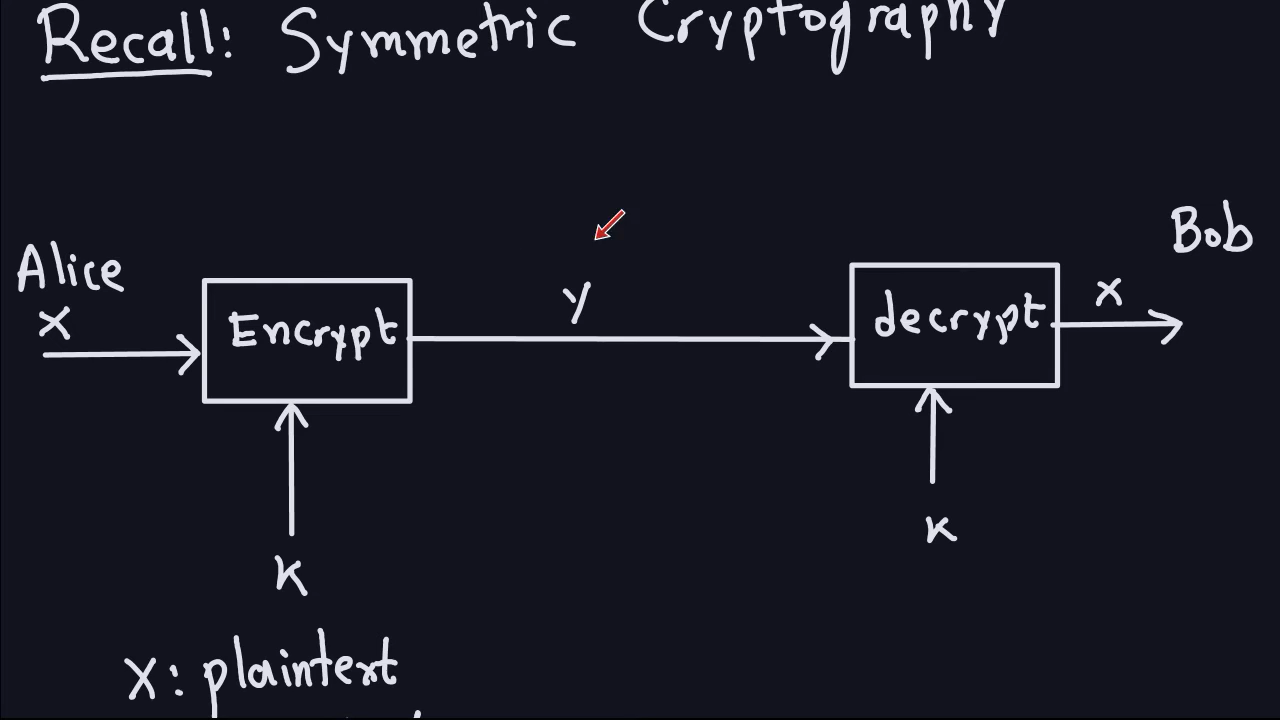 Recall: Symmetric Cryptography
Alice
Bob
x
Encrypt
y
decrypt
x
K
K
x: plaintext